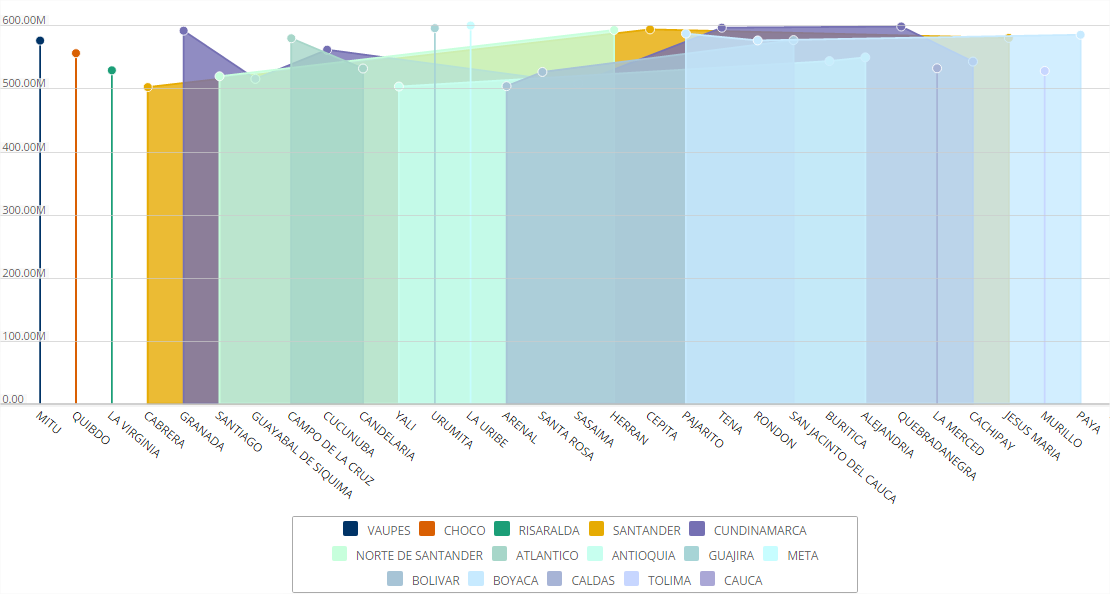 600.00M
500.00M
400.00M
300.00M
200.00M
100.00M
0.00
MITU
QUIBDO
LA VIRGINIA
CABRERA
GRANADA
SANTIAGO
GUAYABAL DE SIQUIMA
CAMPO DE LA CRUZ
CUCUNUBA
CANDELARIA
YALI
URUMITA
LA URIBE
ARENAL
SANTA ROSA
SASAIMA
HERRAN
CEPITA
PAJARITO
TENA
RONDON
SAN JACINTO DEL CAUCA
BURITICA
ALEJANDRIA
QUEBRADANEGRA
LA MERCED
CACHIPAY
JESUS MARIA
MURILLO
PAYA
VAUPES CHOCO RISARALDA SANTANDER CUNDINAMARCA
NORTE DE SANTANDER ATLANTICO ANTIOQUIA GUAJIRA META
BOLIVAR BOYACA CALDAS TOLIMA CAUCA